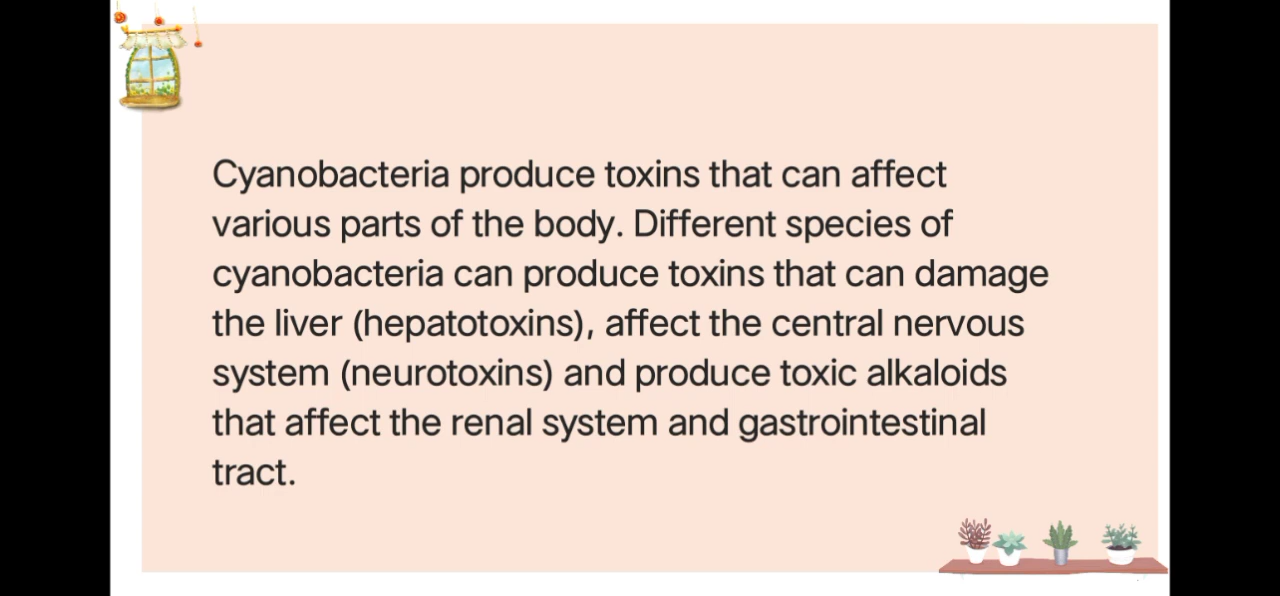 Cyanobacteria produce toxins that can affect
various parts of the body. Different species of
cyanobacteria can produce toxins that can damage
the liver (hepatotoxins), affect the central nervous
system (neurotoxins) and produce toxic alkaloids
that affect the renal system and gastrointestinal
tract.